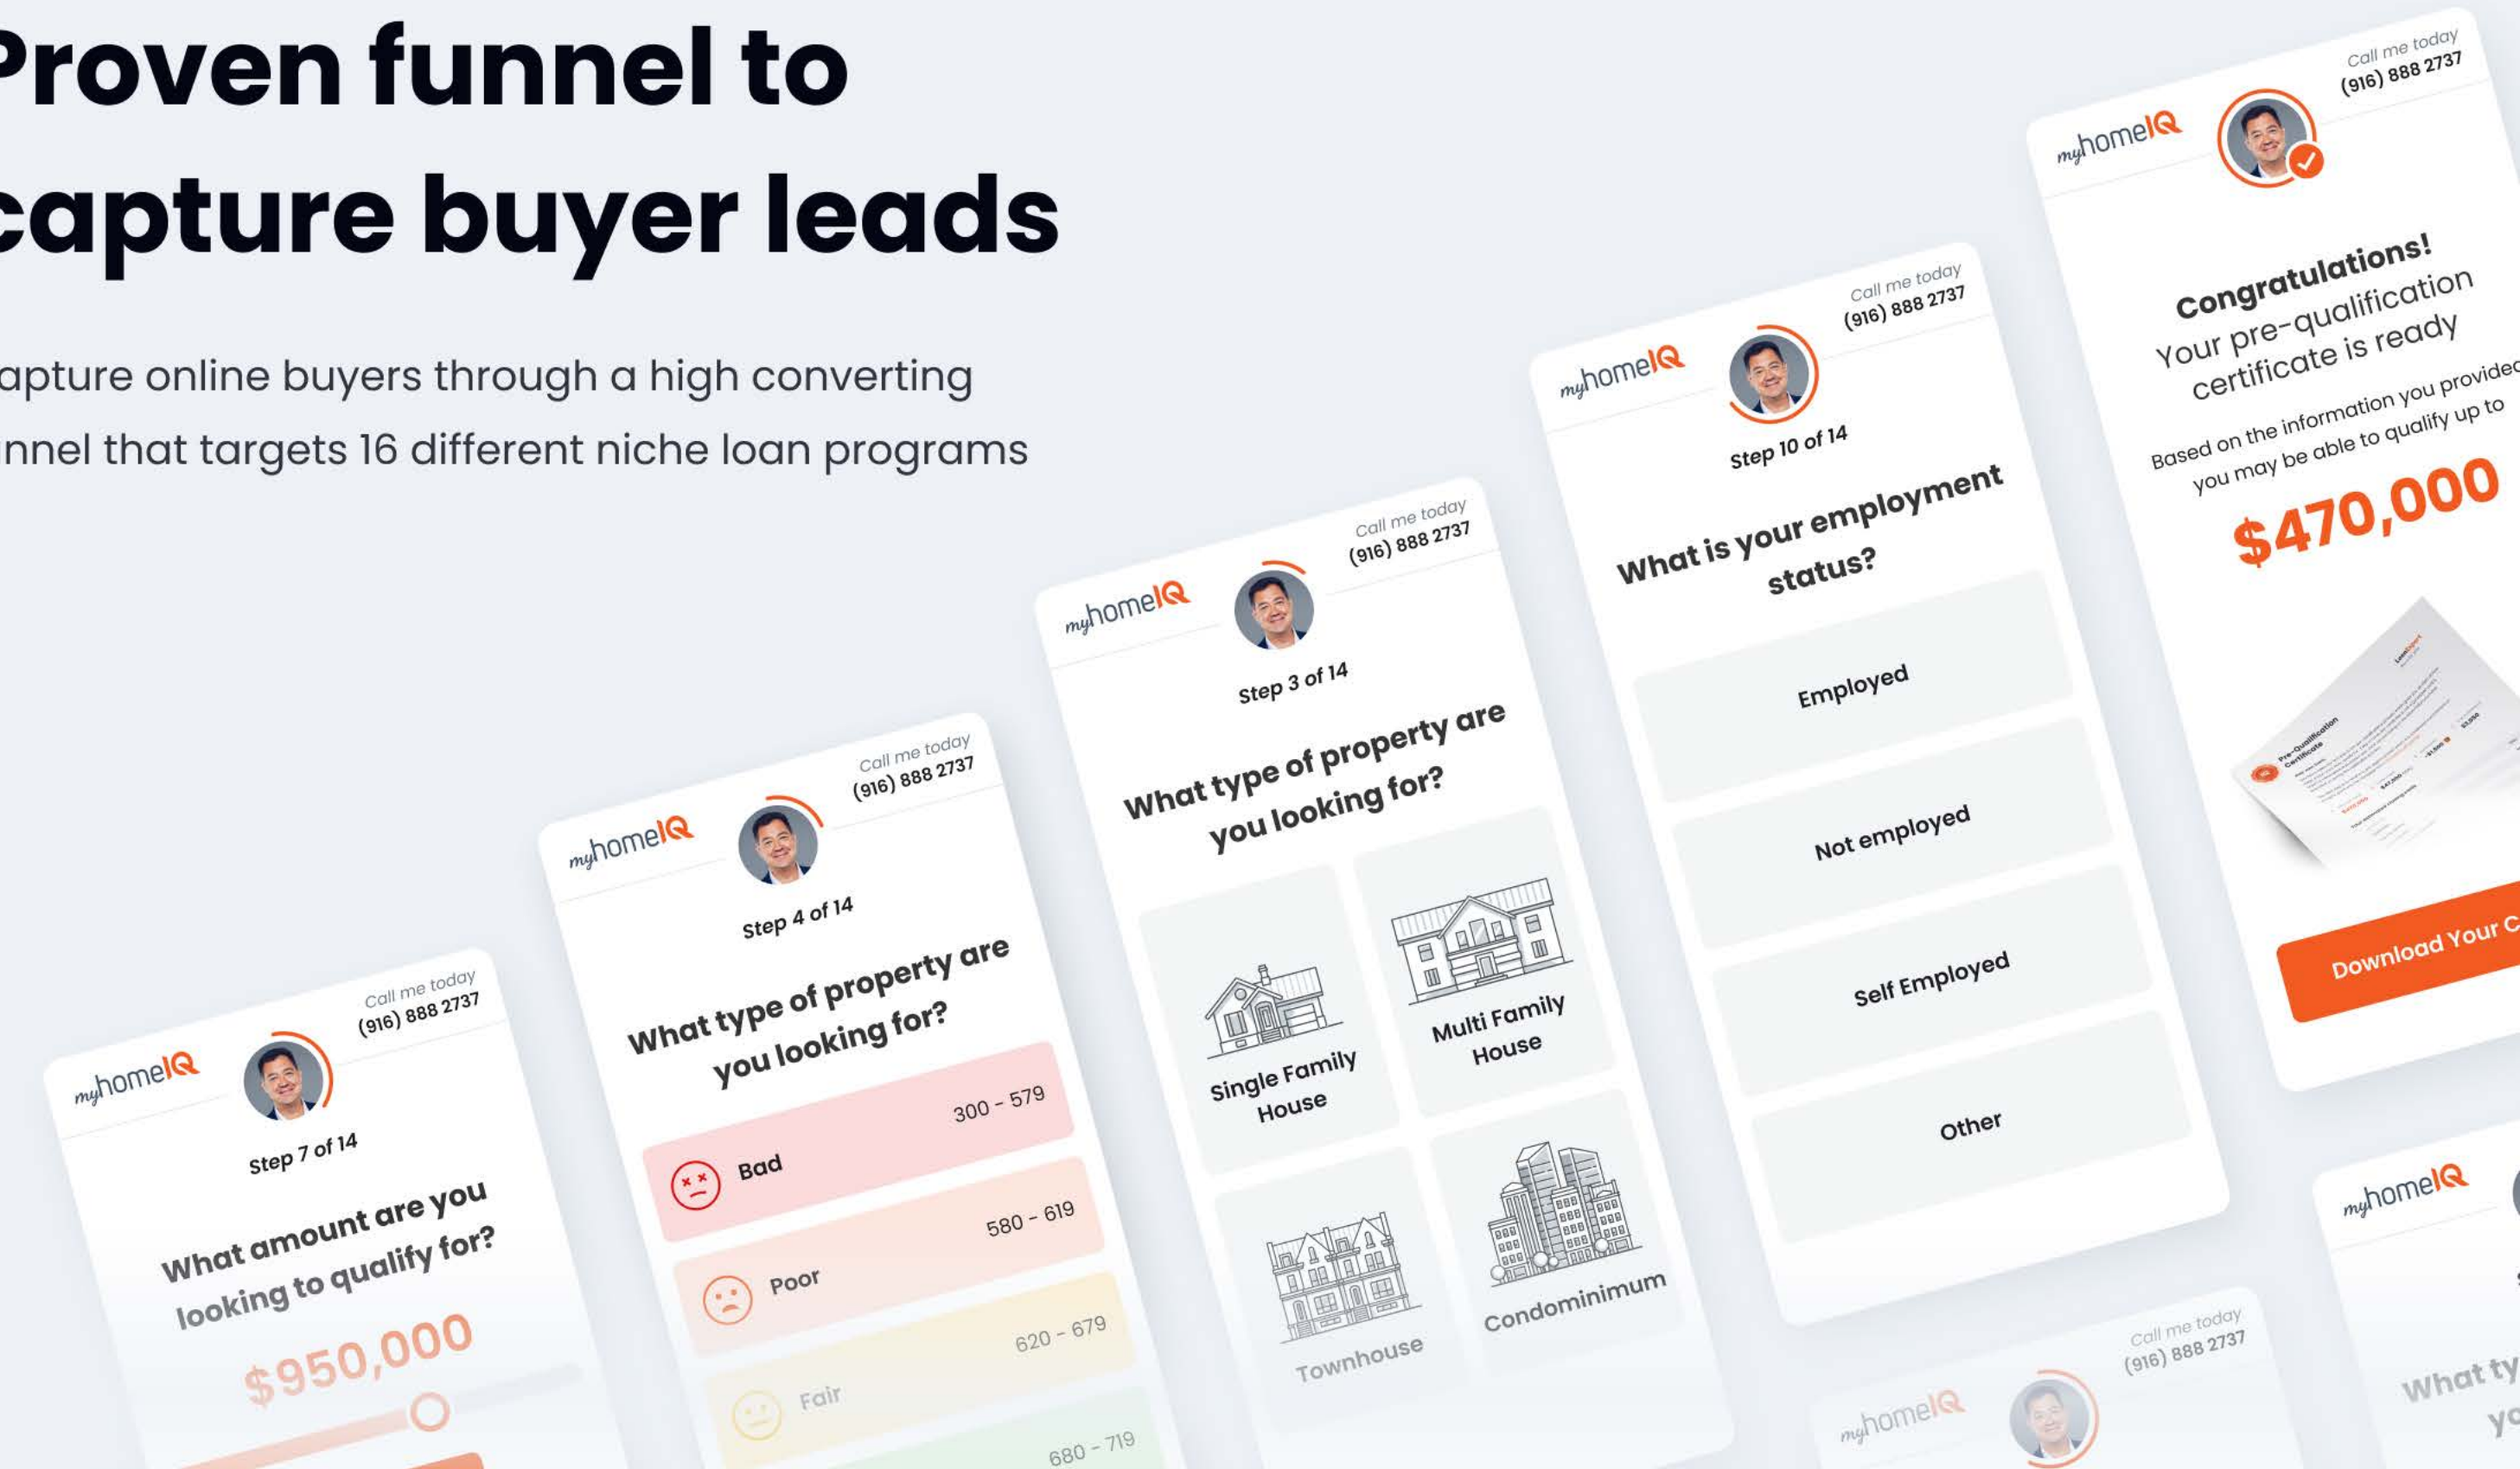 Proven funnel to
capture buyer leads
apture online buyers through a high converting
nnel that targets 16 different niche loan programs
myhomeIQ
Call me today
(916) 888 2737
Step 7 of 14
What amount are you
looking to qualify for?
$950,000
myhomeIQ
Call me today
(916) 888 2737
Step 4 of 14
What type of property are
you looking for?
Bad 300 - 579
Poor 580 - 619
Fair 620 - 679
680 - 719
myhomeIQ
Call me today
(916) 888 2737
Step 3 of 14
What type of property are
you looking for?
Single Family
House
Multi Family
House
Townhouse
Condominimum
myhomeIQ
Call me today
(916) 888 2737
Step 10 of 14
What is your employment
status?
Employed
Not employed
Self Employed
Other
myhomeIQ
Call me today
(916) 888 2737
Congratulations!
Your pre-qualification
certificate is ready
Based on the information you provided
you may be able to qualify up to
$470,000
Pre-Qualification
Certificate
Download Your C
myhomeIQ
Call me today
(916) 888 2737
myhomeIQ
What ty
yo